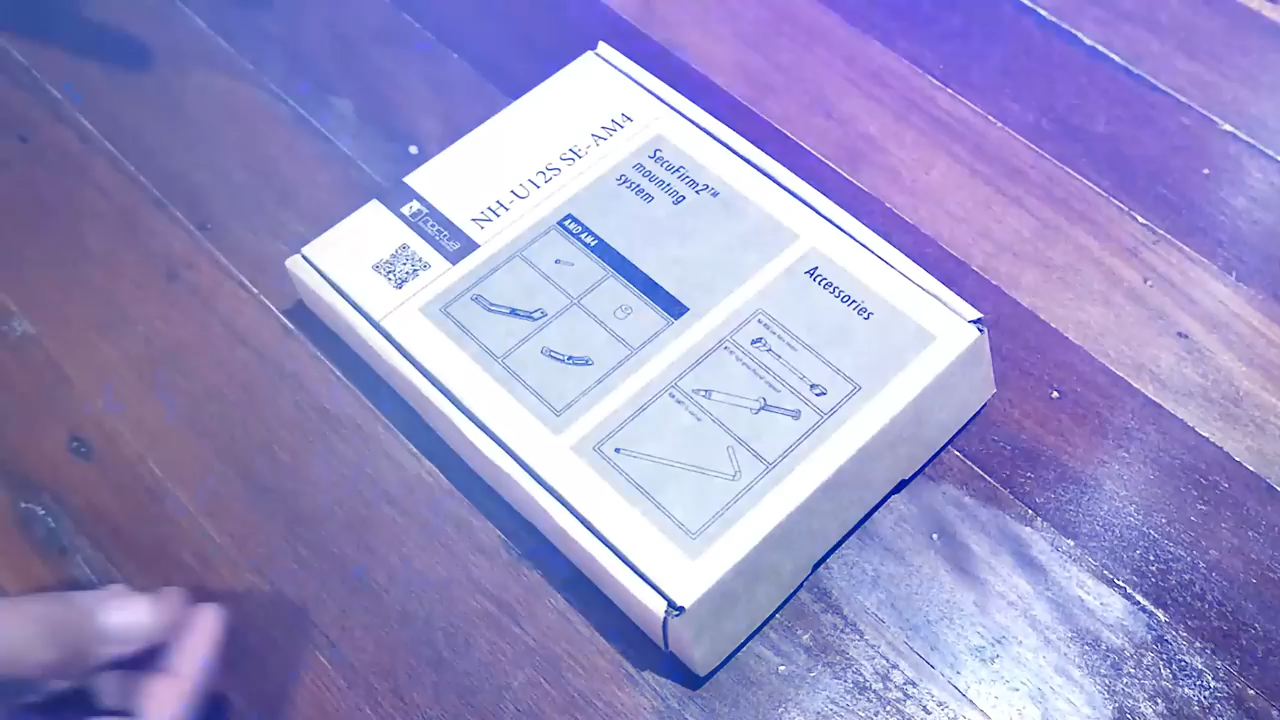 NH-U12S SE-AM4
noctua
SecuFirm2™
mounting
system
AMD AM4
Accessories